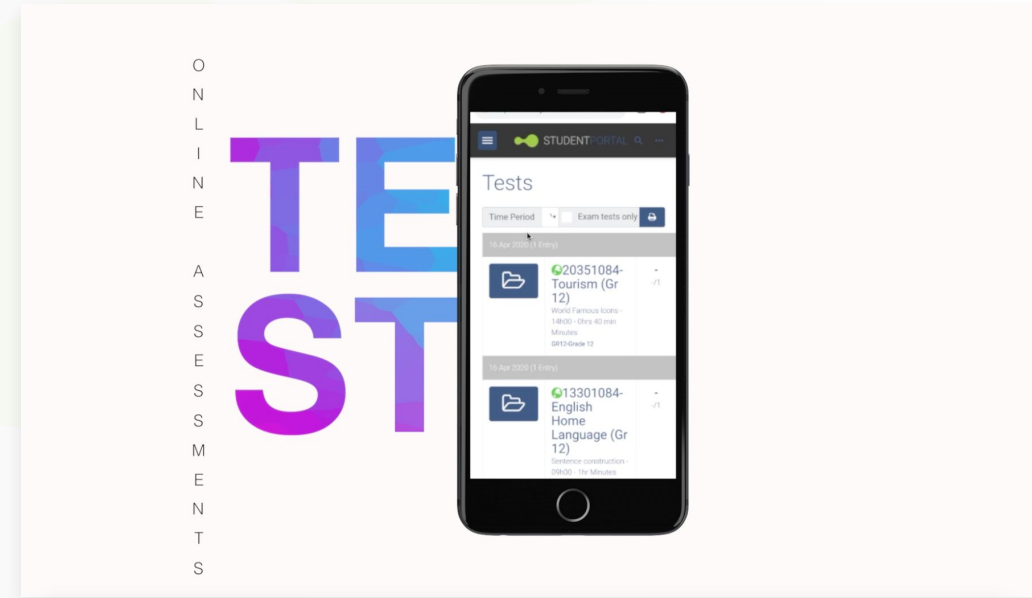 ONLINE ASSESSMENTS
TE
ST
STUDENTPORTAL
Tests
Time Period
Exam tests only
16 Apr 2020 (1 Entry)
20351084-
Tourism (Gr
12)
World Famous Icons -
14h00 - 0hrs 40 min
Minutes
GR12-Grade 12
-
-/1
16 Apr 2020 (1 Entry)
13301084-
English
Home
Language (Gr
12)
Sentence construction -
09h00 - 1hr Minutes
-
-/1